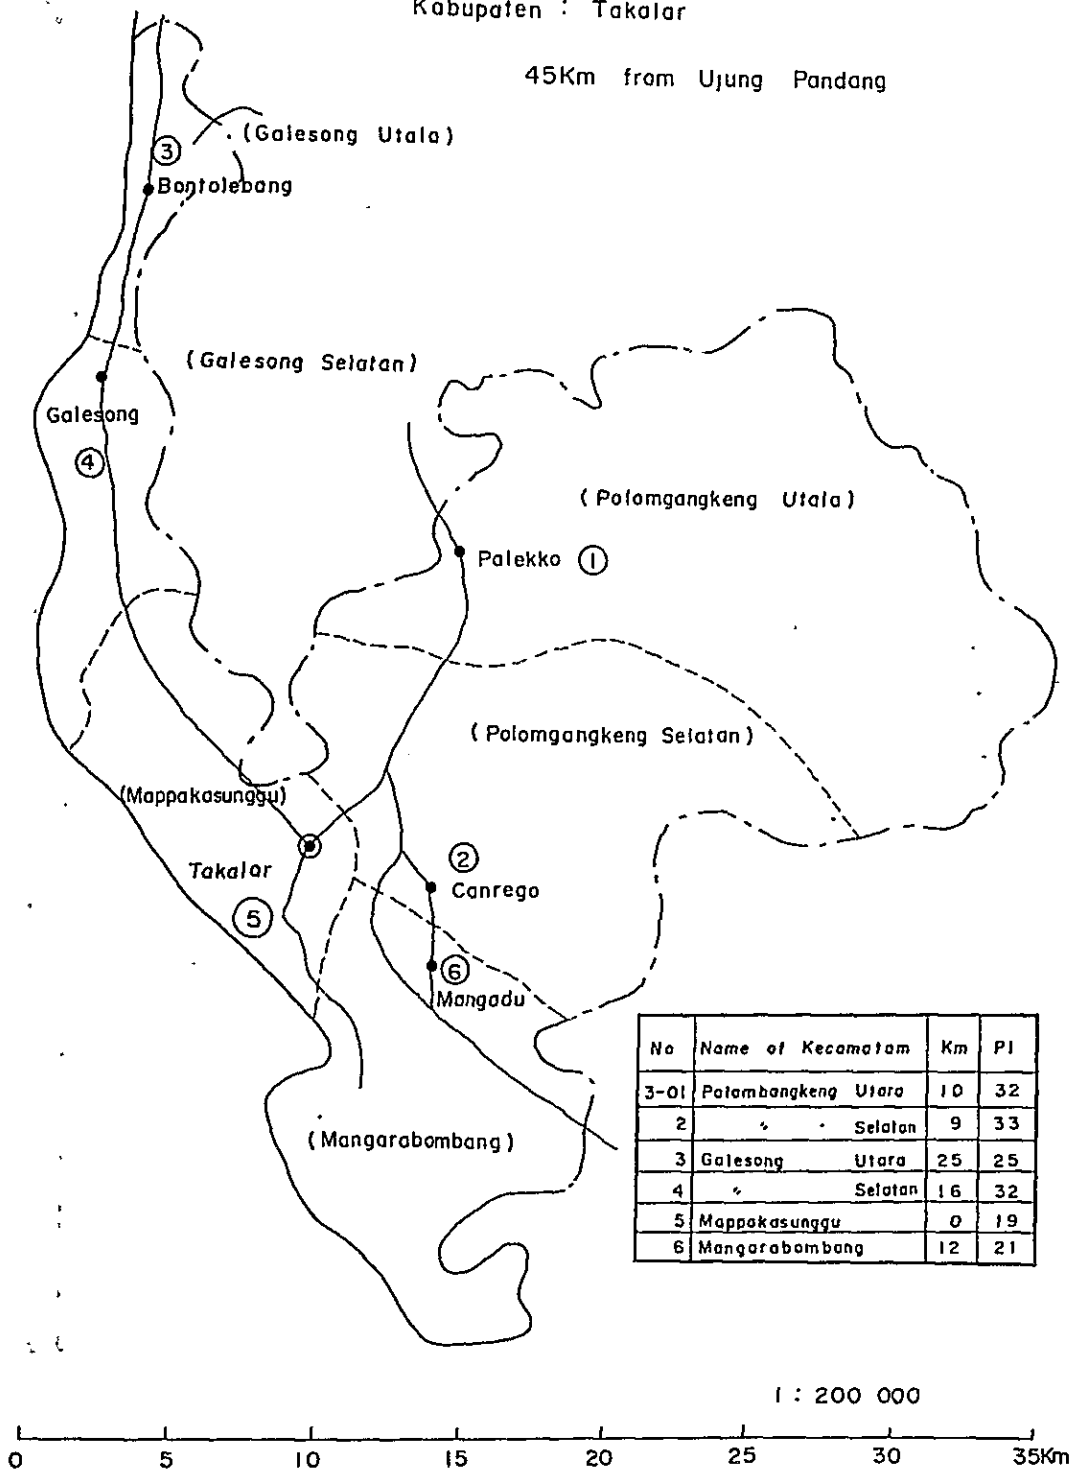 Kabupaten : Takalar
45Km from Ujung Pandang
(Galesong Utala)
3
Bontolebang
(Galesong Selatan)
Galesong
4
(Polomgangkeng Utala)
Palekko 1
(Polomgangkeng Selatan)
(Mappakasunggu)
Takalar
5
2
Canrego
6
Mangadu
(Mangarabombang)
No Name of Kecamatam Km Pl
3-01 Polambangkeng Utara 10 32
2 " " Selatan 9 33
3 Galesong Utara 25 25
4 " Selatan 16 32
5 Mappakasunggu 0 19
6 Mangarabombang 12 21
1 : 200 000
0 5 10 15 20 25 30 35Km